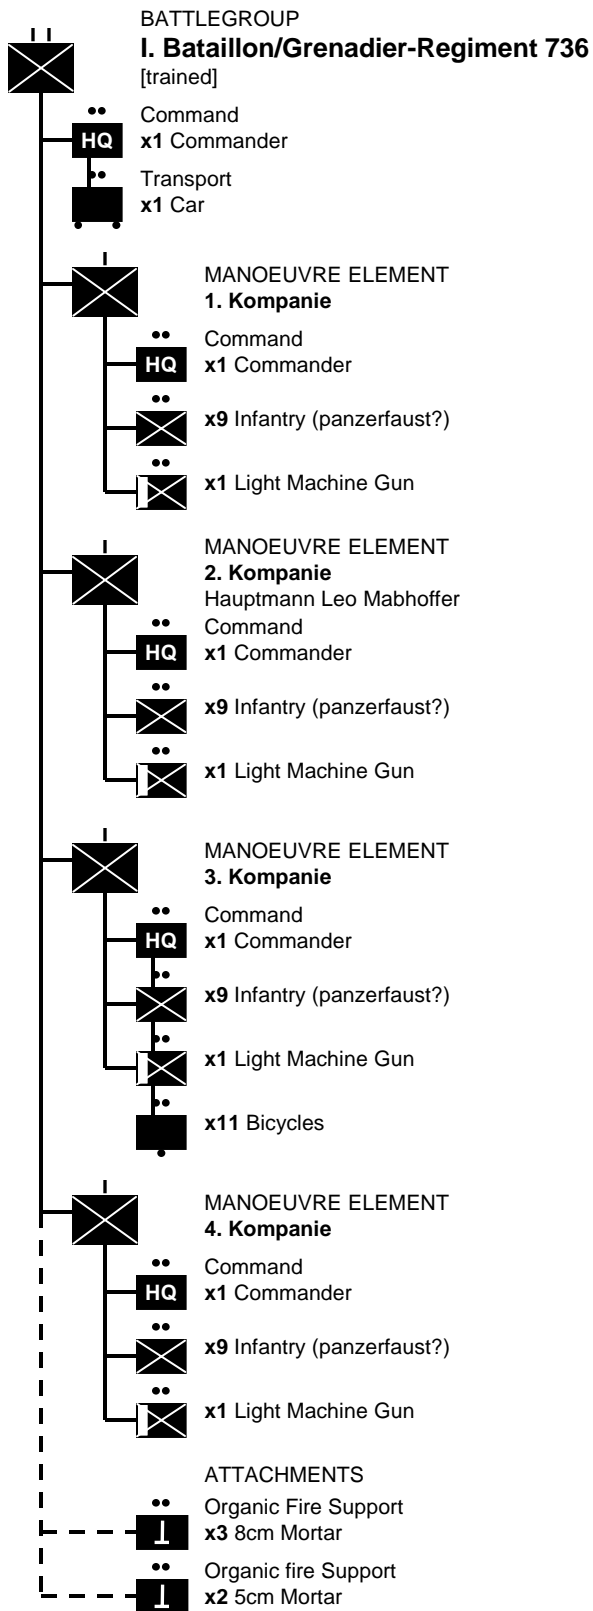 BATTLEGROUP
I. Bataillon/Grenadier-Regiment 736
[trained]
Command
HQ x1 Commander
Transport
x1 Car
MANOEUVRE ELEMENT
1. Kompanie
Command
HQ x1 Commander
x9 Infantry (panzerfaust?)
x1 Light Machine Gun
MANOEUVRE ELEMENT
2. Kompanie
Hauptmann Leo Mabhoffer
Command
HQ x1 Commander
x9 Infantry (panzerfaust?)
x1 Light Machine Gun
MANOEUVRE ELEMENT
3. Kompanie
Command
HQ x1 Commander
x9 Infantry (panzerfaust?)
x1 Light Machine Gun
x11 Bicycles
MANOEUVRE ELEMENT
4. Kompanie
Command
HQ x1 Commander
x9 Infantry (panzerfaust?)
x1 Light Machine Gun
ATTACHMENTS
Organic Fire Support
x3 8cm Mortar
Organic fire Support
x2 5cm Mortar